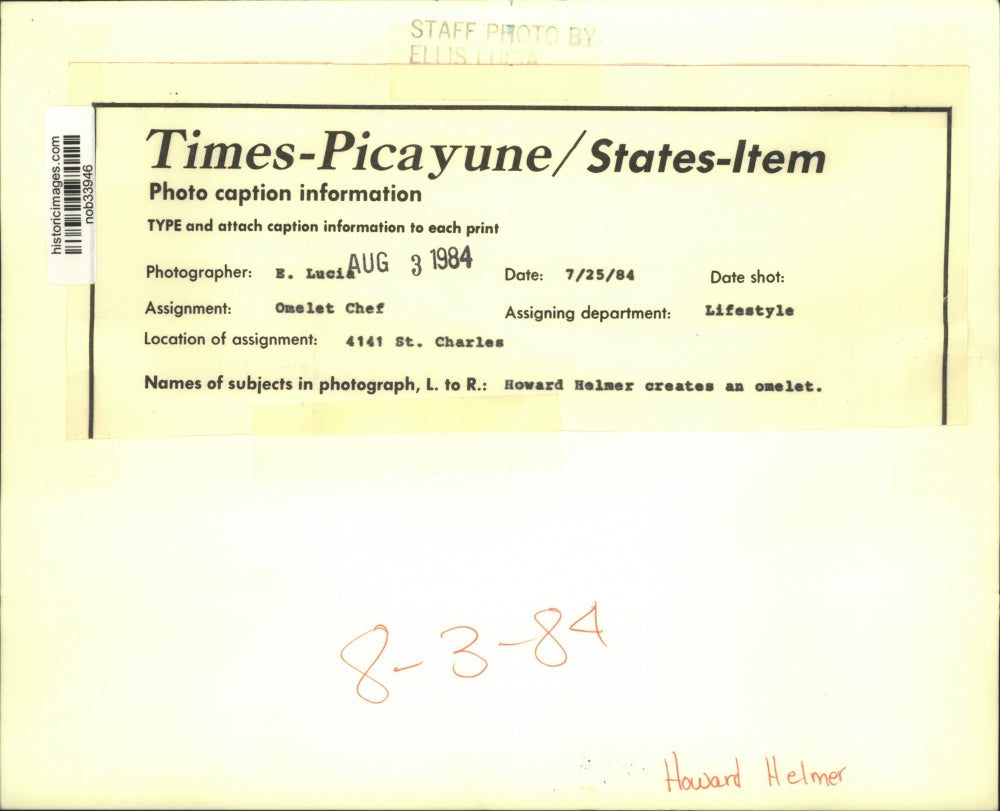 STAFF PHOTO BY
ELLIS LUCIA
historicimages.com
nob33946
Times-Picayune/States-Item
Photo caption information
TYPE and attach caption information to each print
Photographer: E. Lucia AUG 3 1984 Date: 7/25/84 Date shot:
Assignment: Omelet Chef Assigning department: Lifestyle
Location of assignment: 4141 St. Charles
Names of subjects in photograph, L. to R.: Howard Helmer creates an omelet.
8-3-84
Howard Helmer